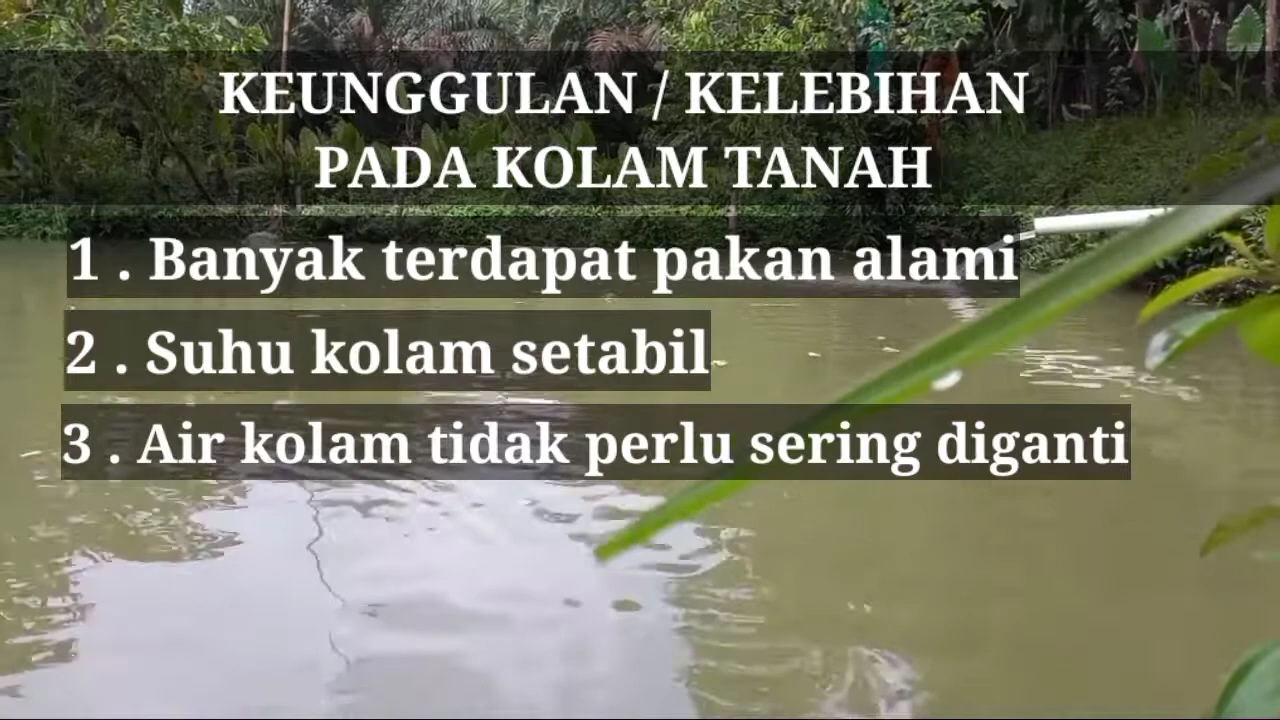 KEUNGGULAN / KELEBIHAN
PADA KOLAM TANAH
1 . Banyak terdapat pakan alami
2 . Suhu kolam setabil
3 . Air kolam tidak perlu sering diganti